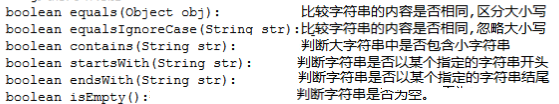 boolean equals(Object obj): 比较字符串的内容是否相同,区分大小写
boolean equalsIgnoreCase(String str):比较字符串的内容是否相同,忽略大小写
boolean contains(String str): 判断大字符串中是否包含小字符串
boolean startsWith(String str): 判断字符串是否以某个指定的字符串开头
boolean endsWith(String str): 判断字符串是否以某个指定的字符串结尾
boolean isEmpty(): 判断字符串是否为空。